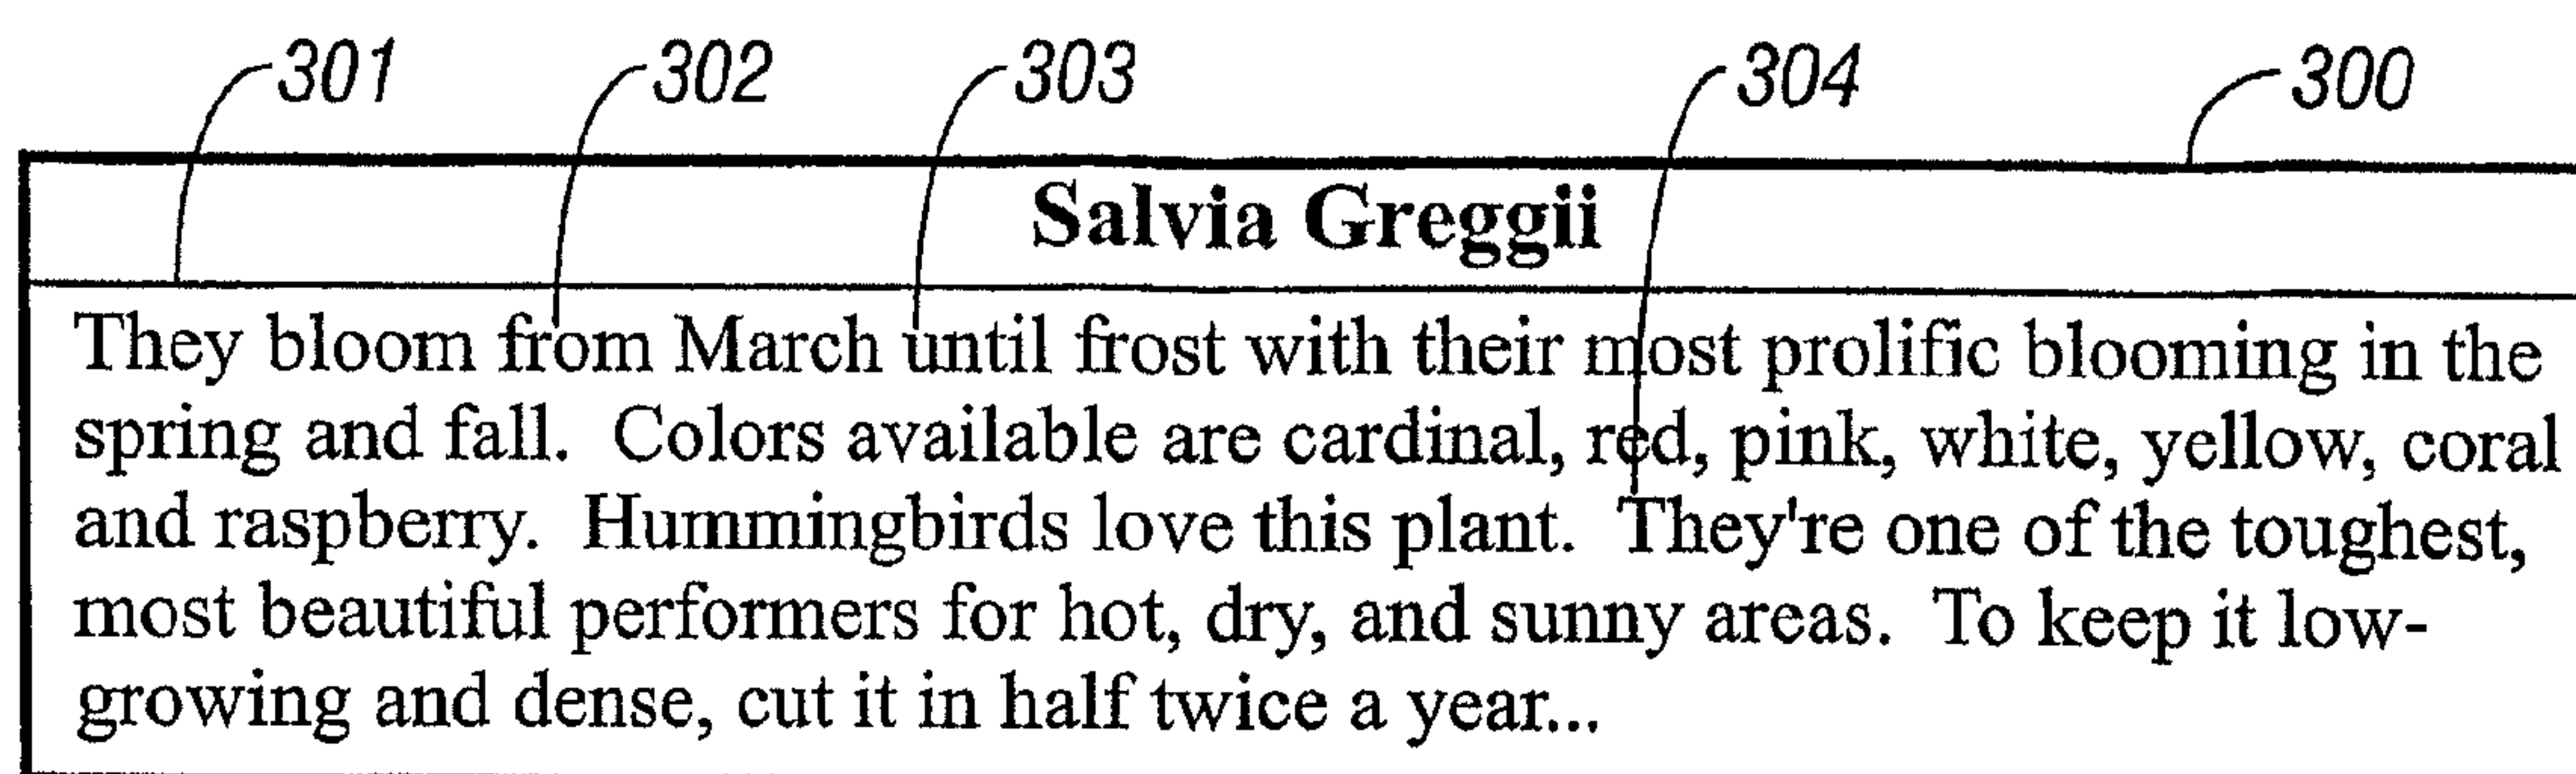 301 302 303 304 300
Salvia Greggii
They bloom from March until frost with their most prolific blooming in the
spring and fall.  Colors available are cardinal, red, pink, white, yellow, coral
and raspberry.  Hummingbirds love this plant.  They're one of the toughest,
most beautiful performers for hot, dry, and sunny areas.  To keep it low-
growing and dense, cut it in half twice a year...